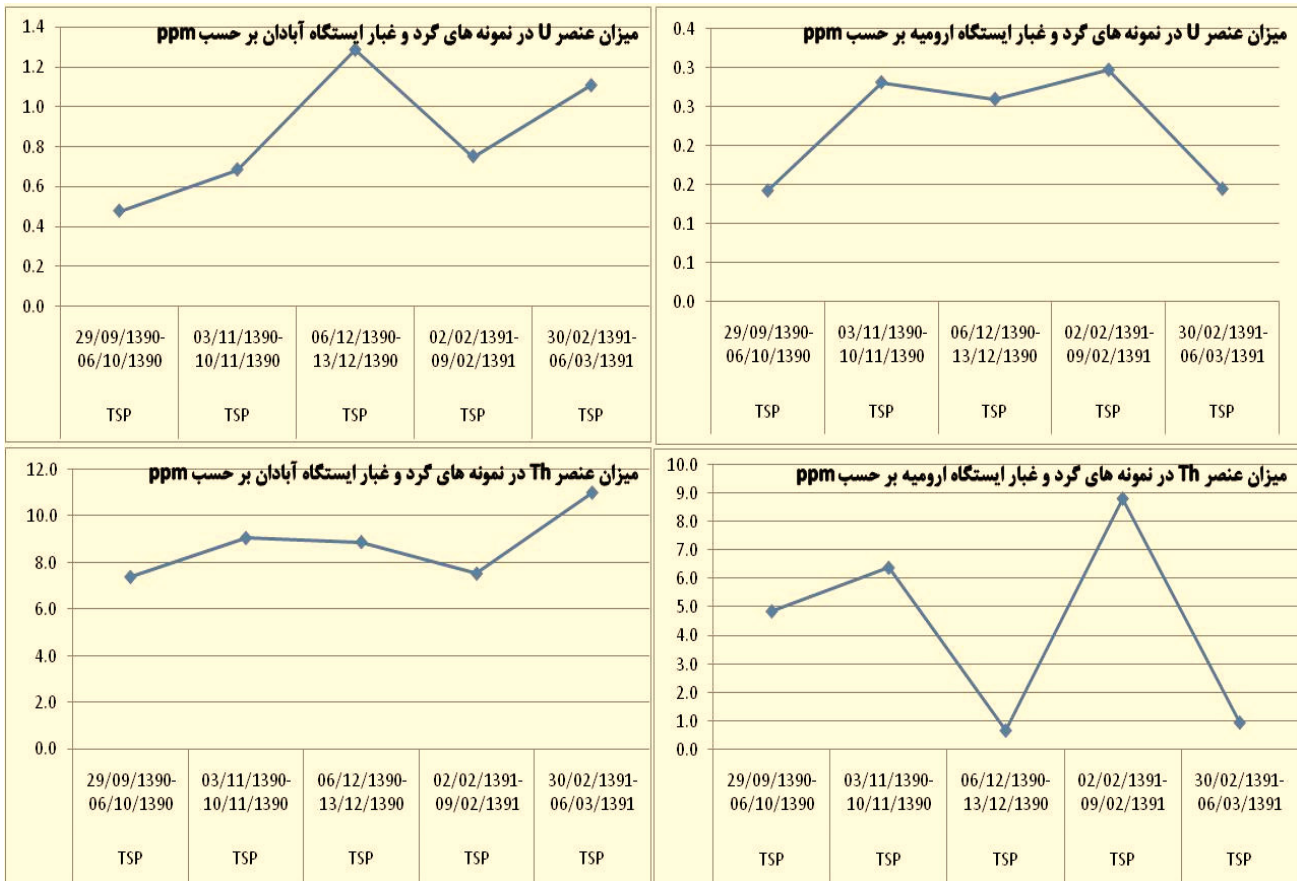 میزان عنصر U در نمونه های گرد و غبار ایستگاه آبادان بر حسب ppm
1.4
1.2
1.0
0.8
0.6
0.4
0.2
0.0
29/09/1390- 03/11/1390- 06/12/1390- 02/02/1391- 30/02/1391-
06/10/1390 10/11/1390 13/12/1390 09/02/1391 06/03/1391
TSP TSP TSP TSP TSP
میزان عنصر U در نمونه های گرد و غبار ایستگاه ارومیه بر حسب ppm
0.4
0.3
0.3
0.2
0.2
0.1
0.1
0.0
29/09/1390- 03/11/1390- 06/12/1390- 02/02/1391- 30/02/1391-
06/10/1390 10/11/1390 13/12/1390 09/02/1391 06/03/1391
TSP TSP TSP TSP TSP
میزان عنصر Th در نمونه های گرد و غبار ایستگاه آبادان بر حسب ppm
12.0
10.0
8.0
6.0
4.0
2.0
0.0
29/09/1390- 03/11/1390- 06/12/1390- 02/02/1391- 30/02/1391-
06/10/1390 10/11/1390 13/12/1390 09/02/1391 06/03/1391
TSP TSP TSP TSP TSP
میزان عنصر Th در نمونه های گرد و غبار ایستگاه ارومیه بر حسب ppm
10.0
9.0
8.0
7.0
6.0
5.0
4.0
3.0
2.0
1.0
0.0
29/09/1390- 03/11/1390- 06/12/1390- 02/02/1391- 30/02/1391-
06/10/1390 10/11/1390 13/12/1390 09/02/1391 06/03/1391
TSP TSP TSP TSP TSP